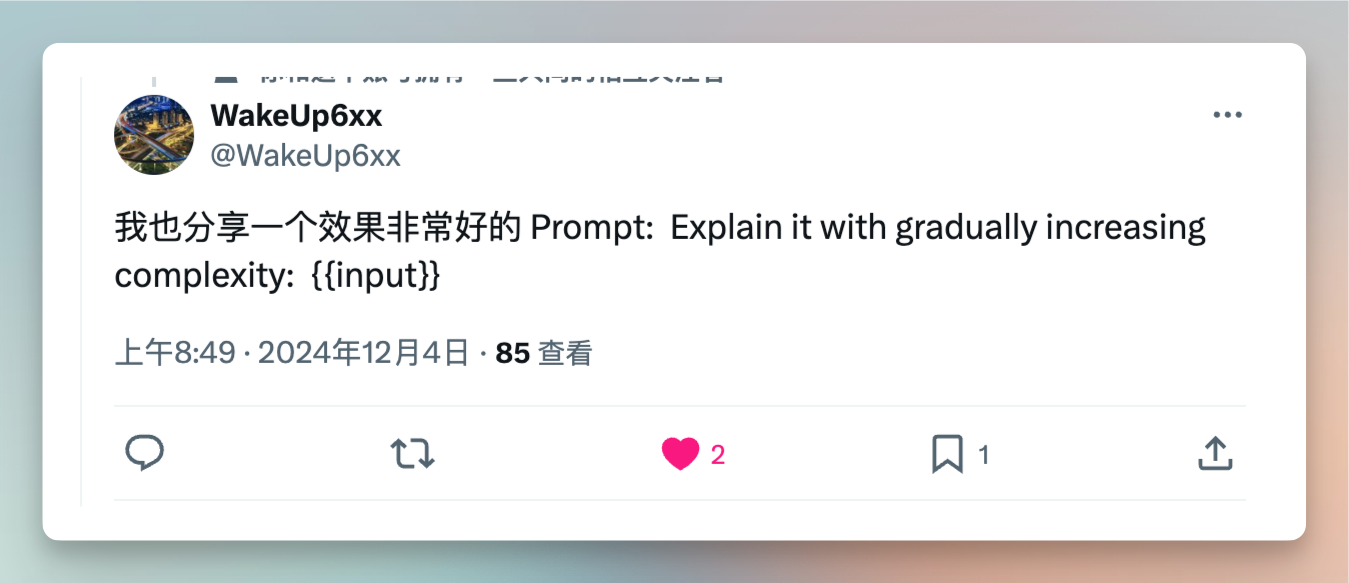 WakeUp6xx
@WakeUp6xx
我也分享一个效果非常好的 Prompt:  Explain it with gradually increasing
complexity:  {{input}}
上午8:49 · 2024年12月4日 · 85 查看
2
1